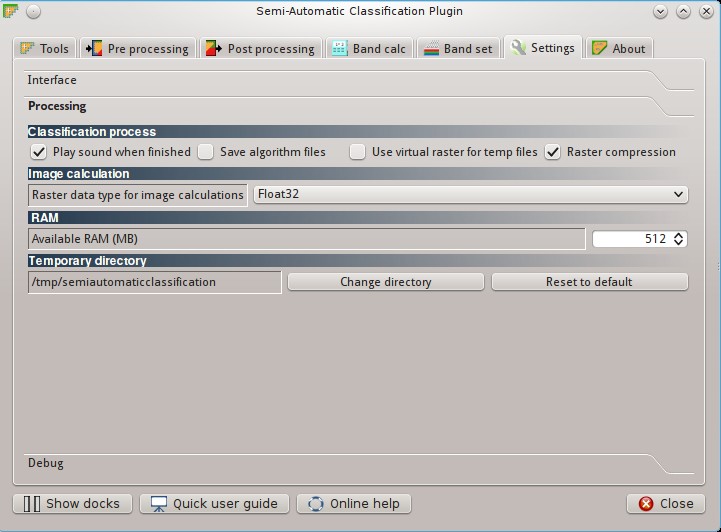 Semi-Automatic Classification Plugin
Tools Pre processing Post processing Band calc Band set Settings About
Interface
Processing
Classification process
Play sound when finished Save algorithm files Use virtual raster for temp files Raster compression
Image calculation
Raster data type for image calculations Float32
RAM
Available RAM (MB) 512
Temporary directory
/tmp/semiautomaticclassification Change directory Reset to default
Debug
Show docks Quick user guide Online help Close